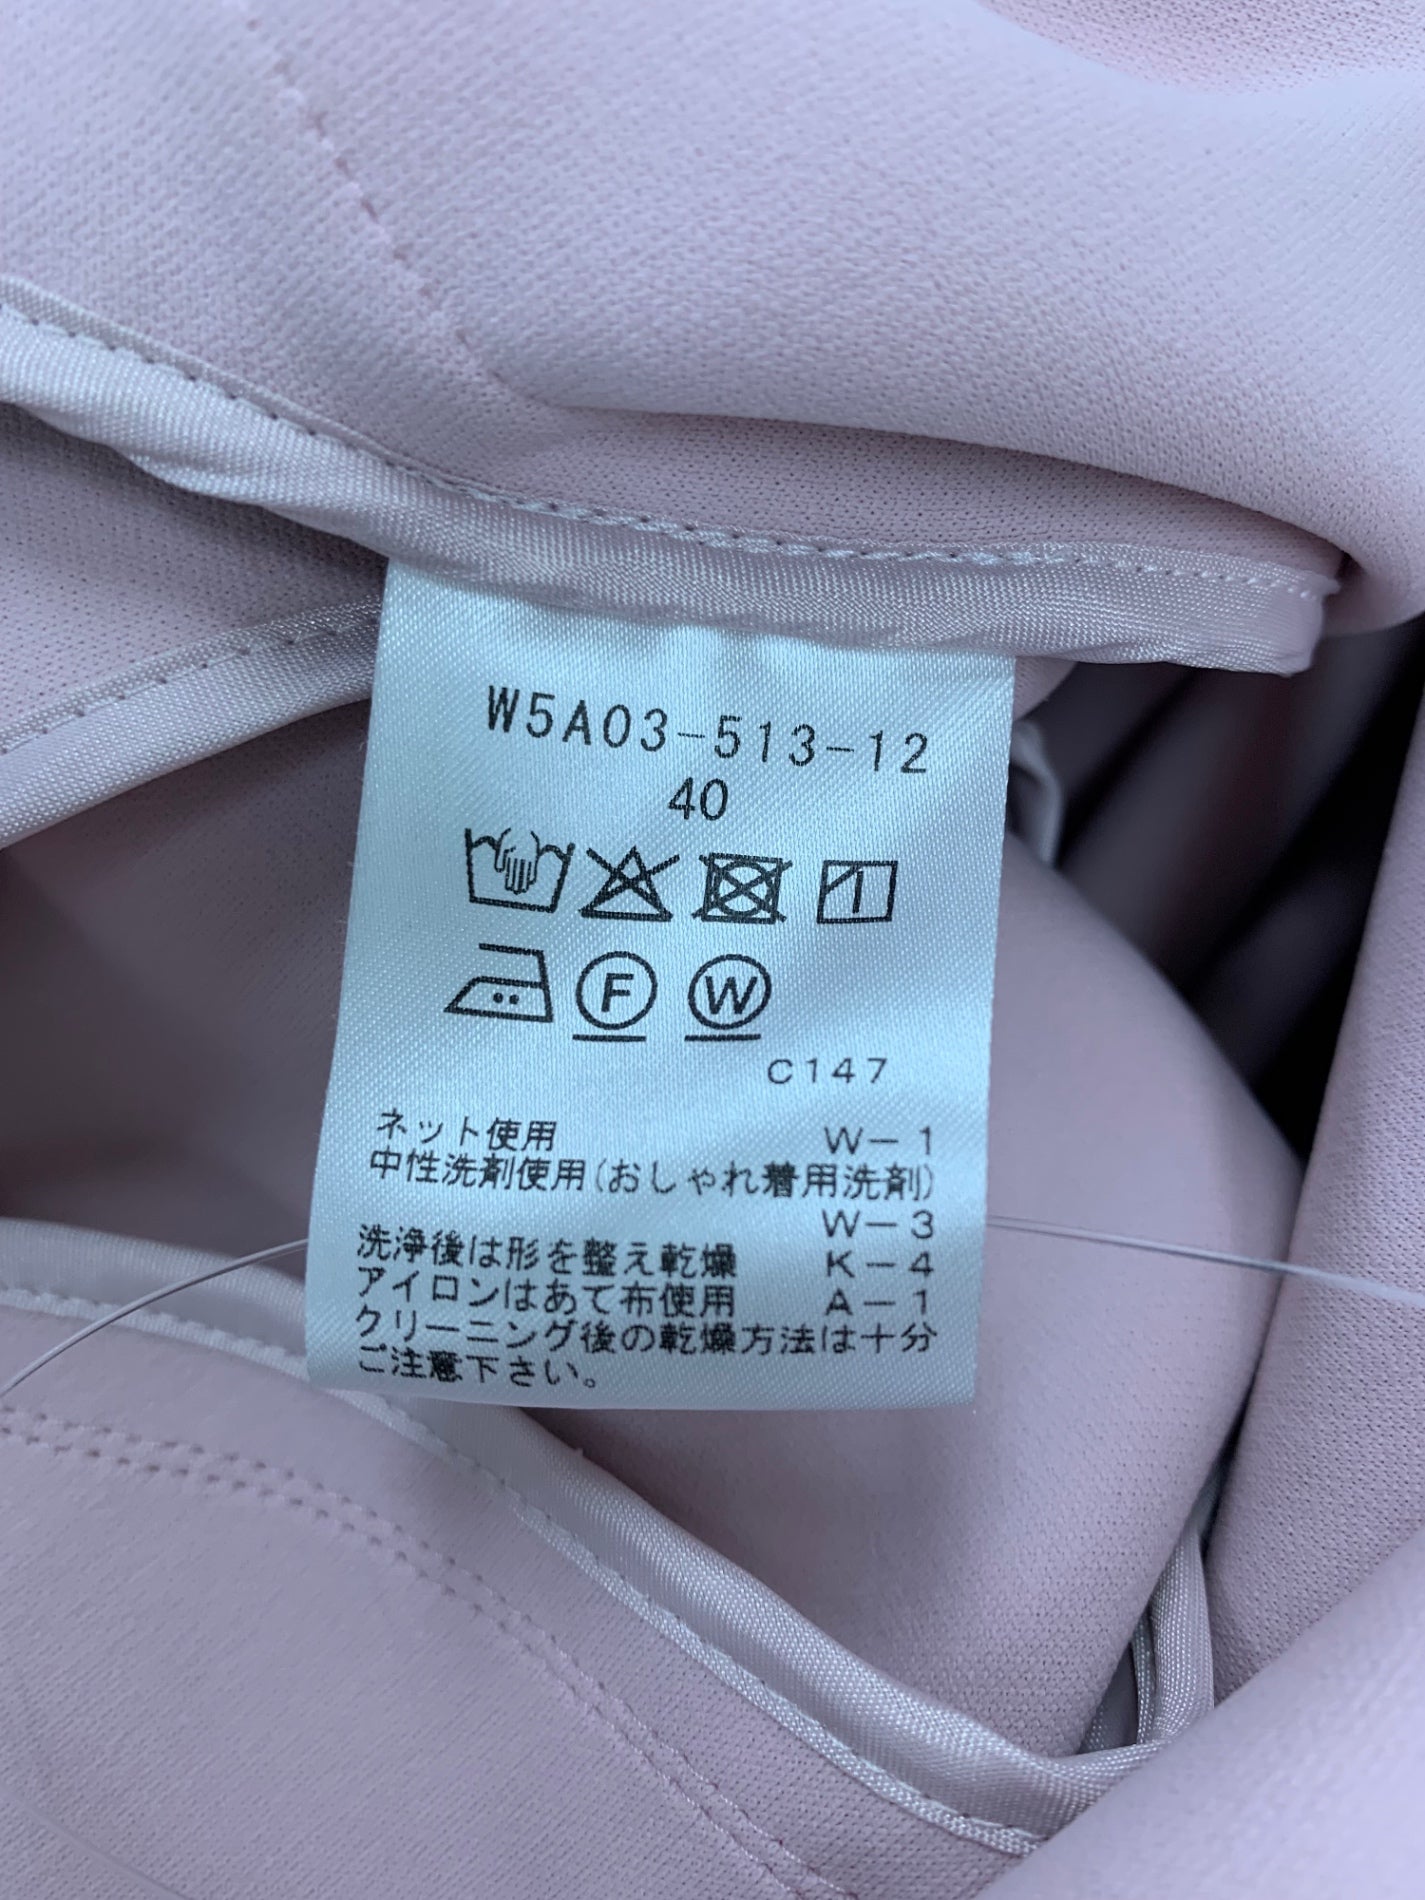 W5A03-513-12
40
F W
C147
ネット使用 W-1
中性洗剤使用(おしゃれ着用洗剤)
W-3
洗浄後は形を整え乾燥 K-4
アイロンはあて布使用 A-1
クリーニング後の乾燥方法は十分
ご注意下さい。